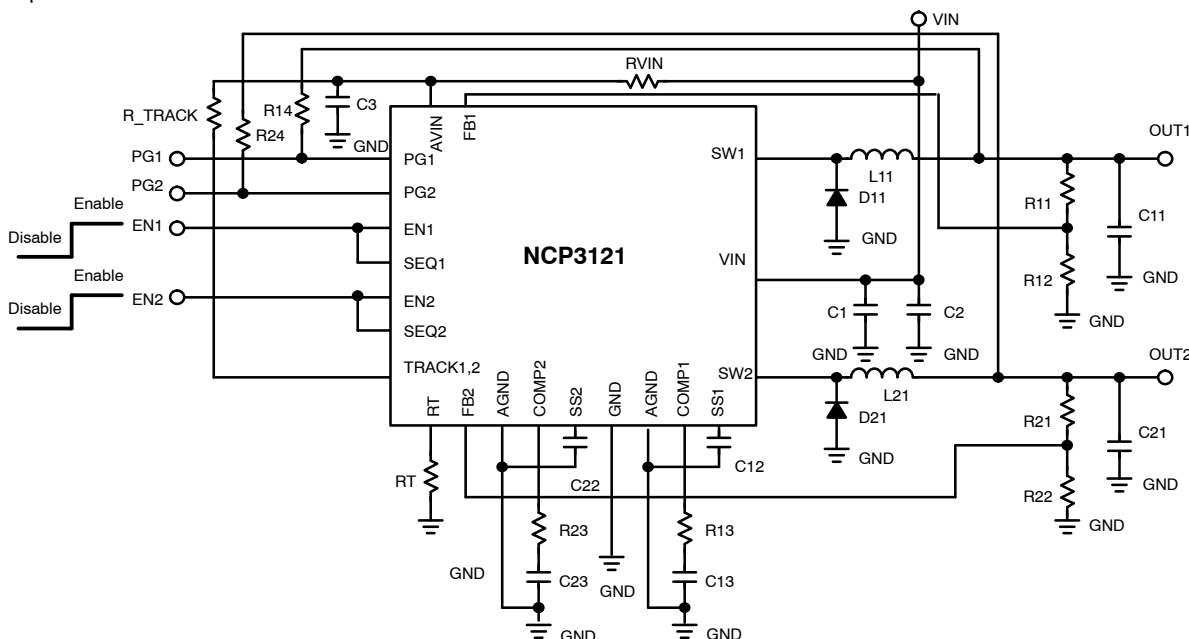 VIN
RVIN
R_TRACK
R14
C3
R24
GND
AVIN
FB1
OUT1
PG1
PG1
SW1
L11
PG2
PG2
Enable
Disable
EN1
EN1
SEQ1
D11
GND
R11
C11
NCP3121
VIN
R12
GND
GND
Enable
Disable
EN2
EN2
SEQ2
C1
C2
GND
GND
OUT2
TRACK1,2
SW2
L21
RT
FB2
AGND
COMP2
SS2
GND
AGND
COMP1
SS1
D21
GND
R21
C21
RT
C22
C12
R22
GND
GND
R23
R13
GND
C23
GND
C13
GND
GND